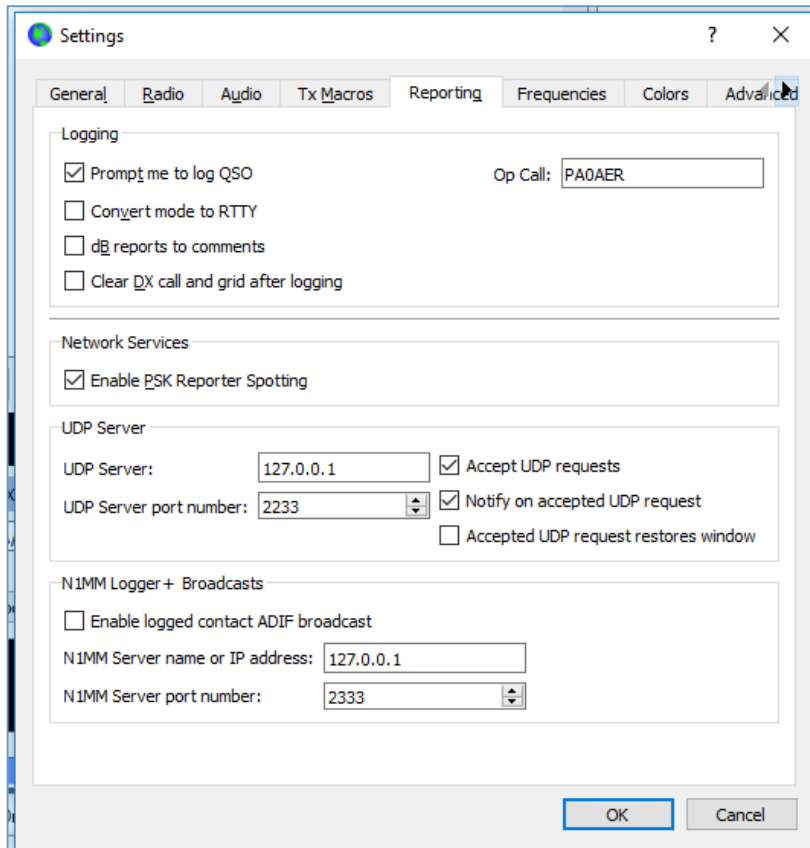 Settings
General Radio Audio Tx Macros Reporting Frequencies Colors Advanced
Logging
Prompt me to log QSO Op Call: PA0AER
Convert mode to RTTY
dB reports to comments
Clear DX call and grid after logging
Network Services
Enable PSK Reporter Spotting
UDP Server
UDP Server: 127.0.0.1 Accept UDP requests
UDP Server port number: 2233 Notify on accepted UDP request
Accepted UDP request restores window
N1MM Logger+ Broadcasts
Enable logged contact ADIF broadcast
N1MM Server name or IP address: 127.0.0.1
N1MM Server port number: 2333
OK Cancel